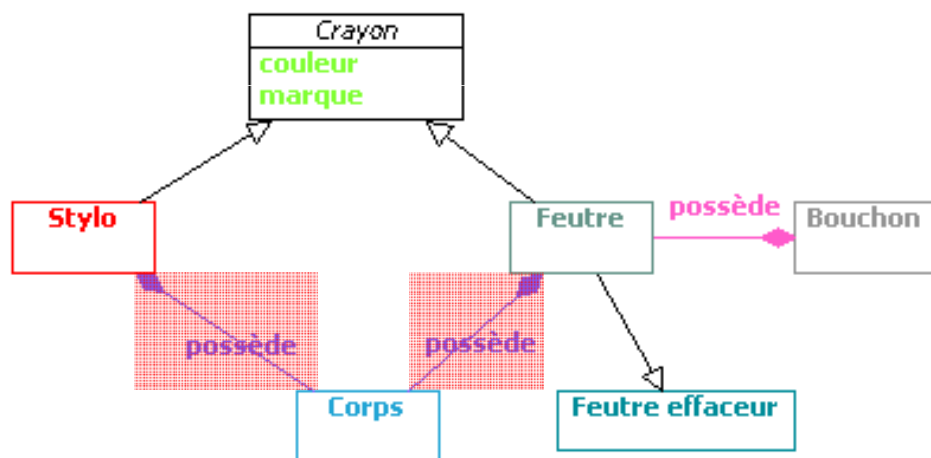 Crayon
couleur
marque
Stylo
Feutre
possède
Bouchon
possède
possède
Corps
Feutre effaceur